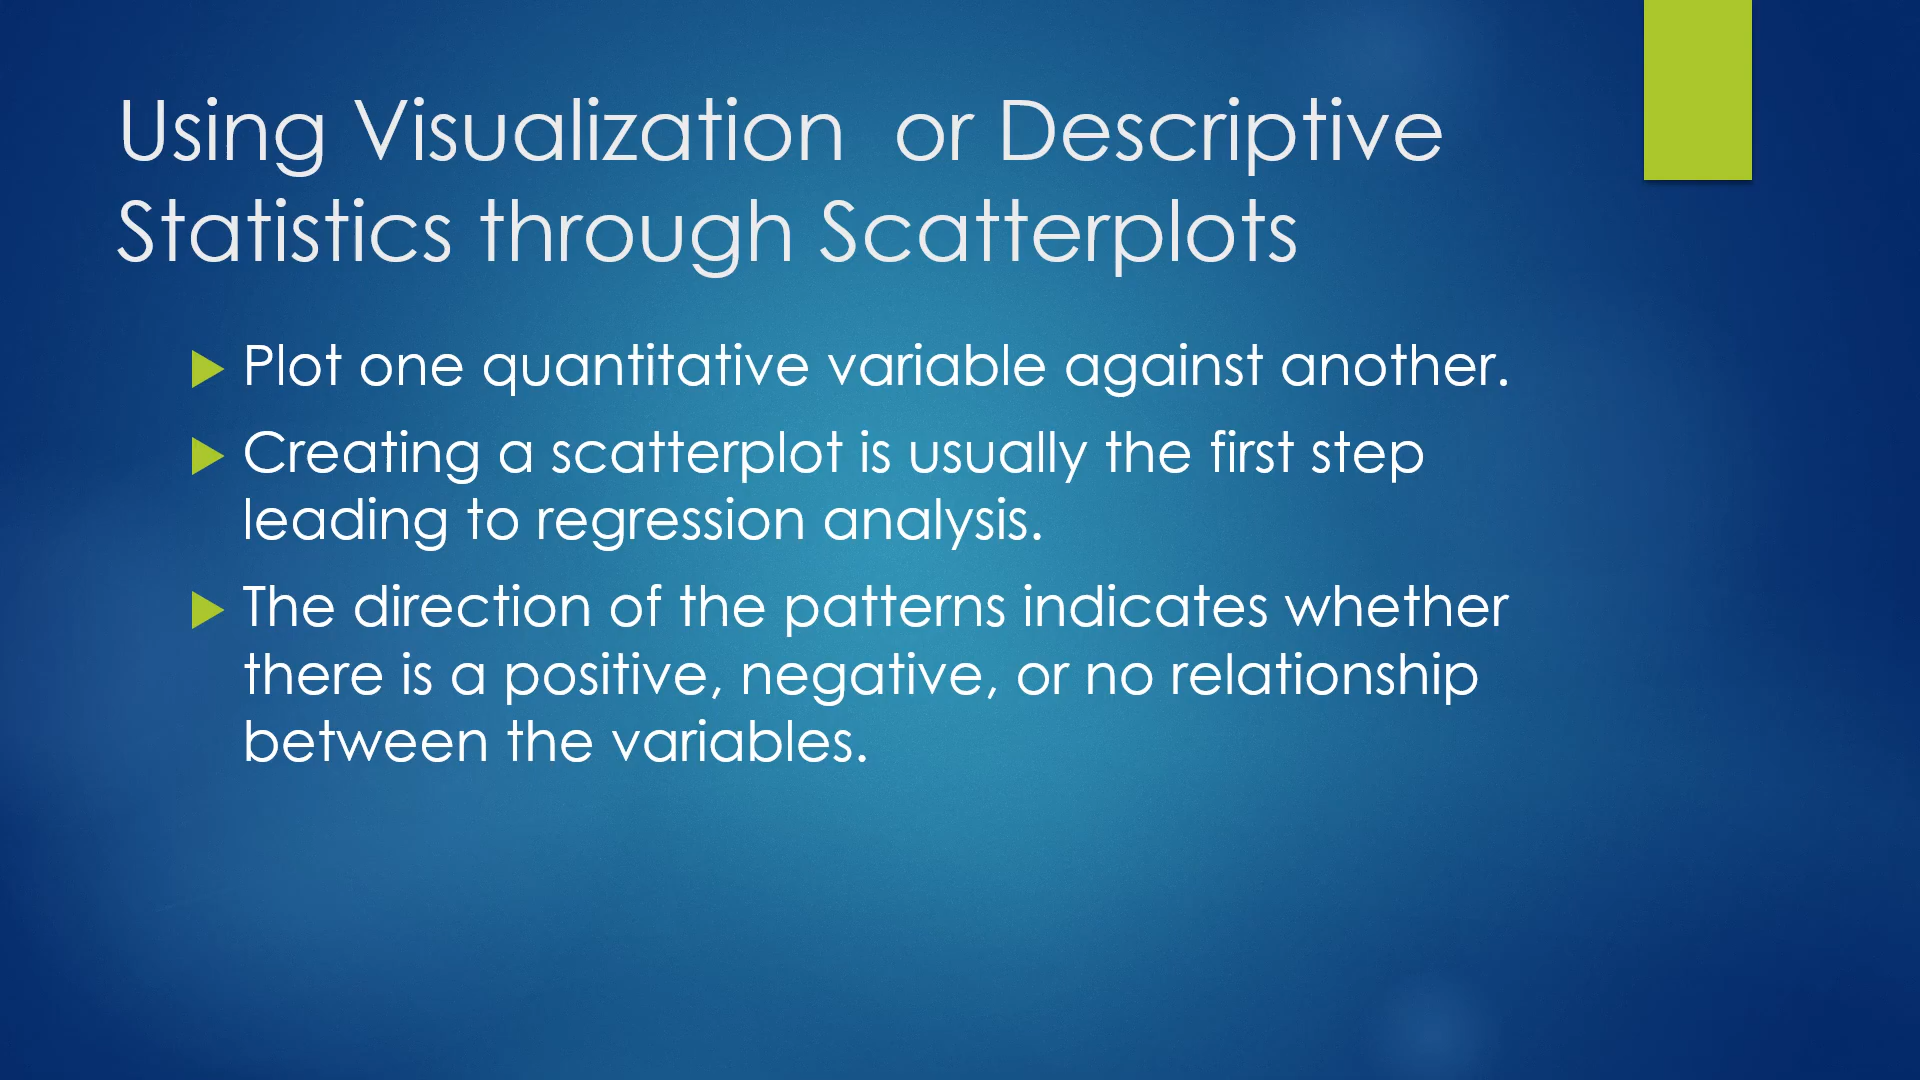 Using Visualization  or Descriptive
Statistics through Scatterplots
Plot one quantitative variable against another.
Creating a scatterplot is usually the first step
leading to regression analysis.
The direction of the patterns indicates whether
there is a positive, negative, or no relationship
between the variables.